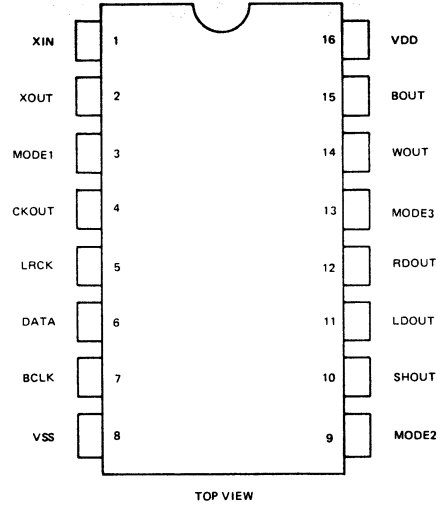 XIN 1 16 VDD
XOUT 2 15 BOUT
MODE1 3 14 WOUT
CKOUT 4 13 MODE3
LRCK 5 12 RDOUT
DATA 6 11 LDOUT
BCLK 7 10 SHOUT
VSS 8 9 MODE2
TOP VIEW